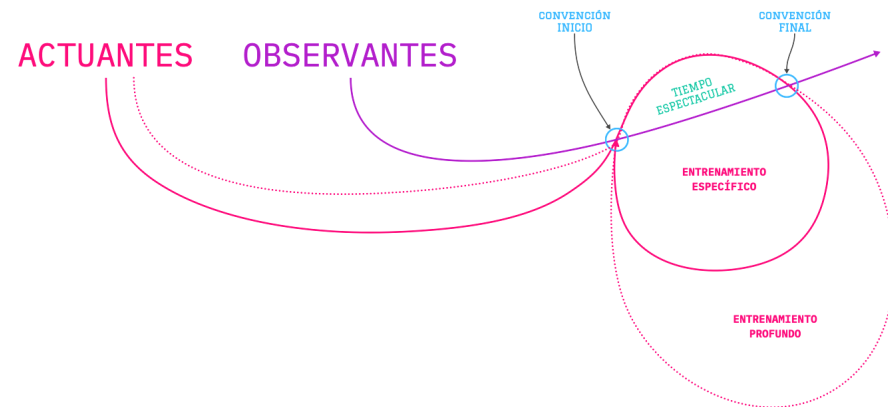 CONVENCIÓN
INICIO
CONVENCIÓN
FINAL
ACTUANTES
OBSERVANTES
TIEMPO
ESPECTACULAR
ENTRENAMIENTO
ESPECÍFICO
ENTRENAMIENTO
PROFUNDO